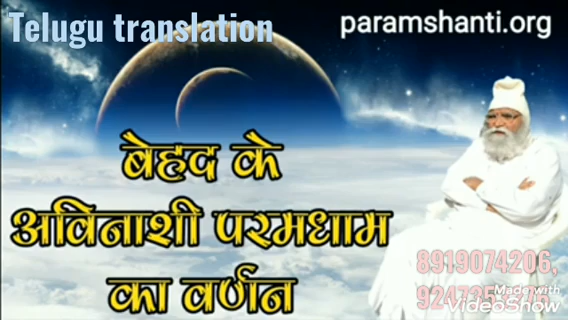 Telugu translation
paramshanti.org
बेहद के
अविनाशी परमधाम
का वर्णन
8919074206,
Made with
VideoShow